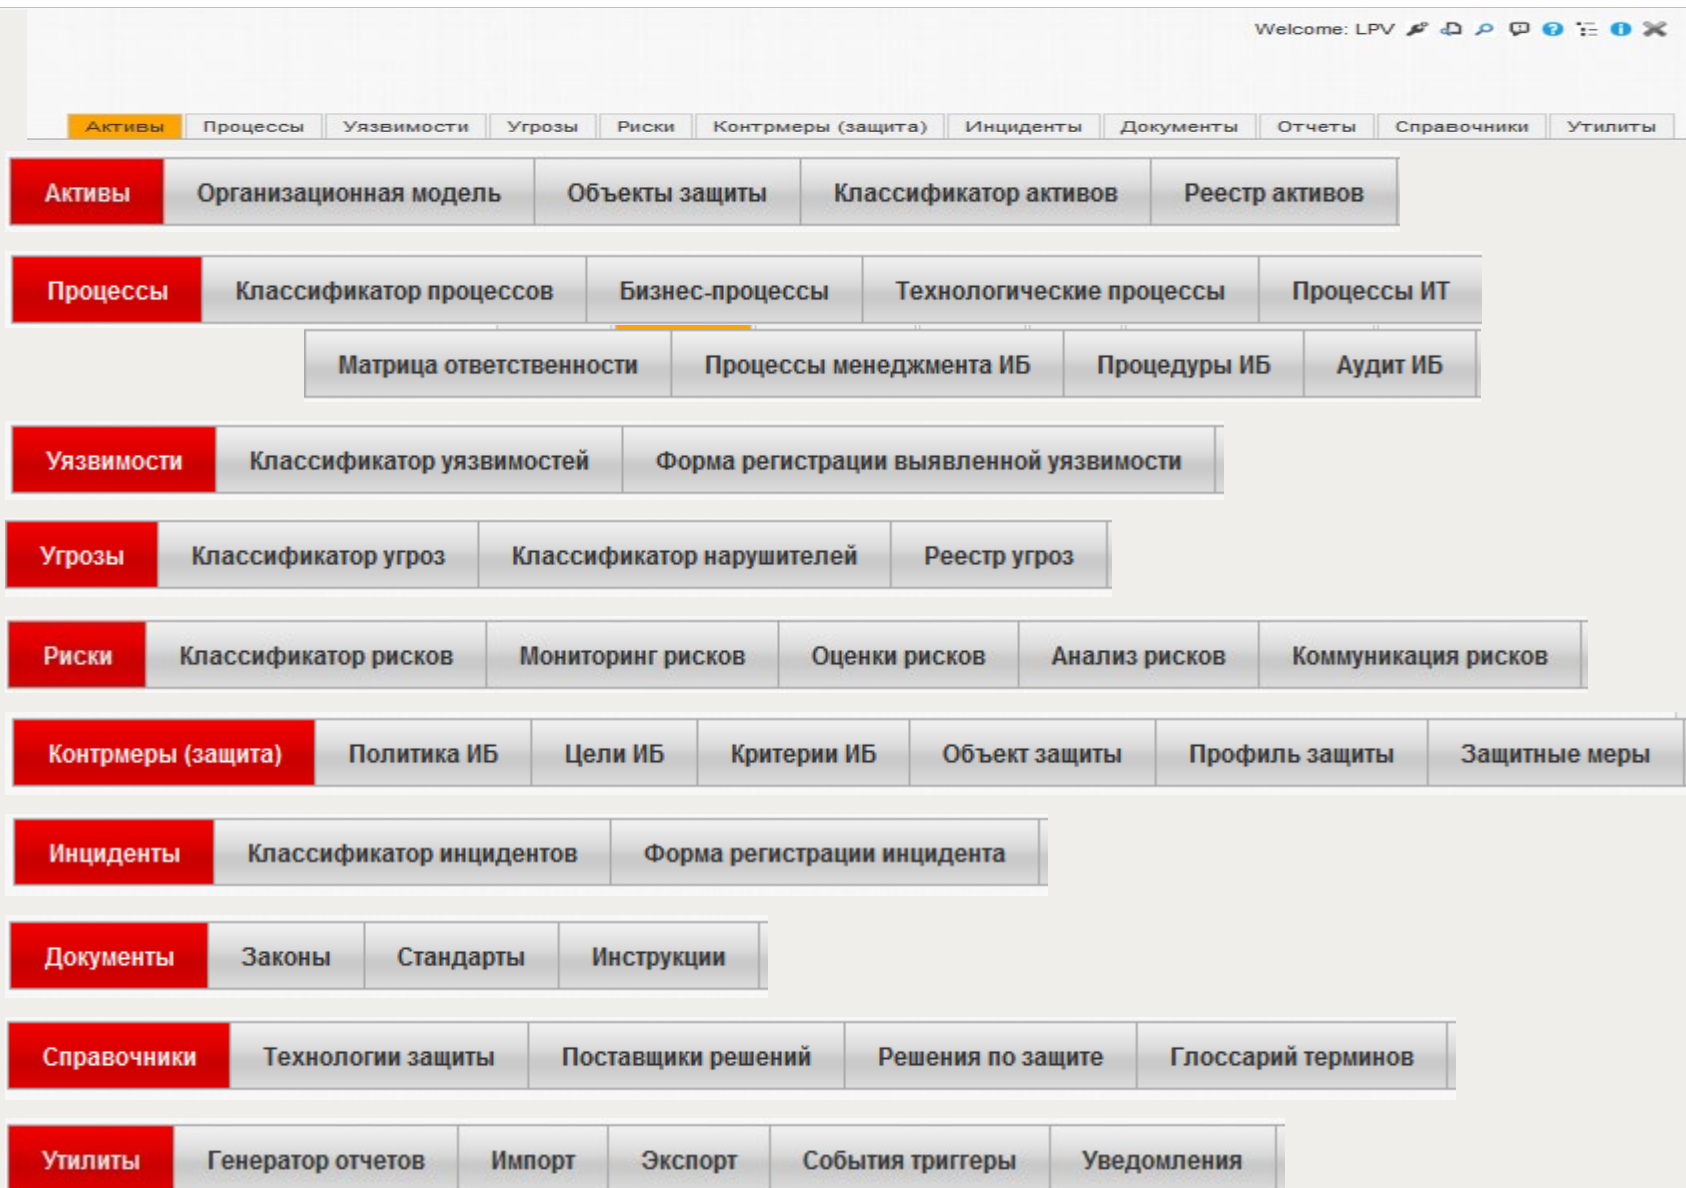 Welcome: LPV
Активы Процессы Уязвимости Угрозы Риски Контрмеры (защита) Инциденты Документы Отчеты Справочники Утилиты
Активы Организационная модель Объекты защиты Классификатор активов Реестр активов
Процессы Классификатор процессов Бизнес-процессы Технологические процессы Процессы ИТ
Матрица ответственности Процессы менеджмента ИБ Процедуры ИБ Аудит ИБ
Уязвимости Классификатор уязвимостей Форма регистрации выявленной уязвимости
Угрозы Классификатор угроз Классификатор нарушителей Реестр угроз
Риски Классификатор рисков Мониторинг рисков Оценки рисков Анализ рисков Коммуникация рисков
Контрмеры (защита) Политика ИБ Цели ИБ Критерии ИБ Объект защиты Профиль защиты Защитные меры
Инциденты Классификатор инцидентов Форма регистрации инцидента
Документы Законы Стандарты Инструкции
Справочники Технологии защиты Поставщики решений Решения по защите Глоссарий терминов
Утилиты Генератор отчетов Импорт Экспорт События триггеры Уведомления